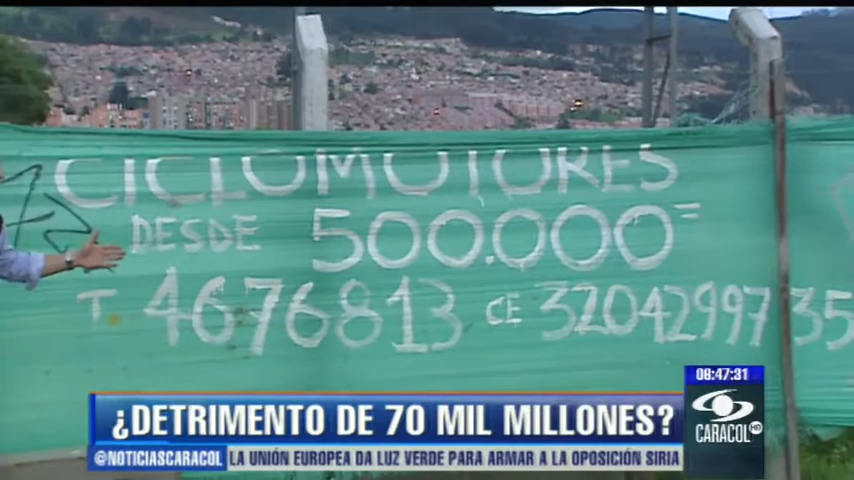 CICLOMOTORES
DESDE 500.000=
T 4676813 CE 3204299735
¿DETRIMENTO DE 70 MIL MILLONES?
08:47:31
CARACOL HD
@NOTICIASCARACOL LA UNIÓN EUROPEA DA LUZ VERDE PARA ARMAR A LA OPOSICIÓN SIRIA